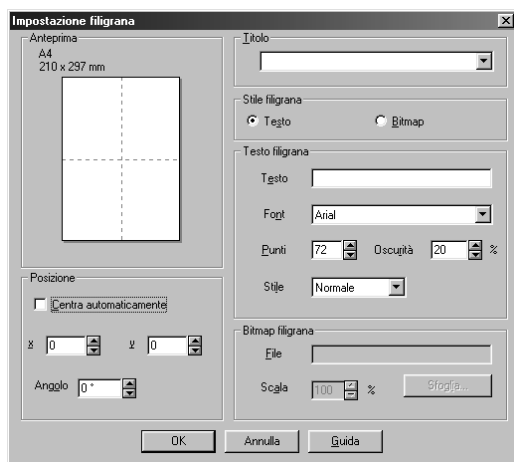 Impostazione filigrana
Anteprima
A4
210 x 297 mm
Titolo
Stile filigrana
Testo
Bitmap
Testo filigrana
Testo
Font Arial
Punti 72 Oscurità 20 %
Stile Normale
Posizione
Centra automaticamente
x 0 y 0
Angolo 0 °
Bitmap filigrana
File
Scala 100 % Sfoglia...
OK Annulla Guida